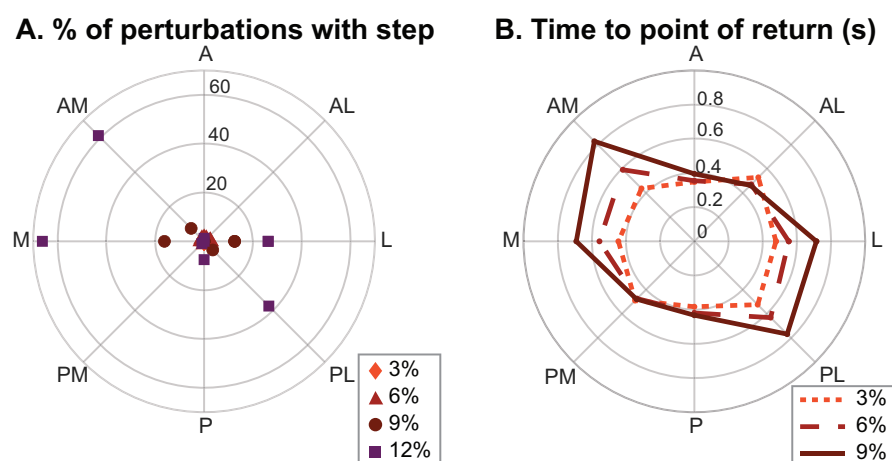 A. % of perturbations with step
A
AM
AL
60
40
20
M
L
PM
PL
P
3%
6%
9%
12%
B. Time to point of return (s)
A
AM
AL
0.8
0.6
0.4
0.2
0
M
L
PM
PL
P
3%
6%
9%